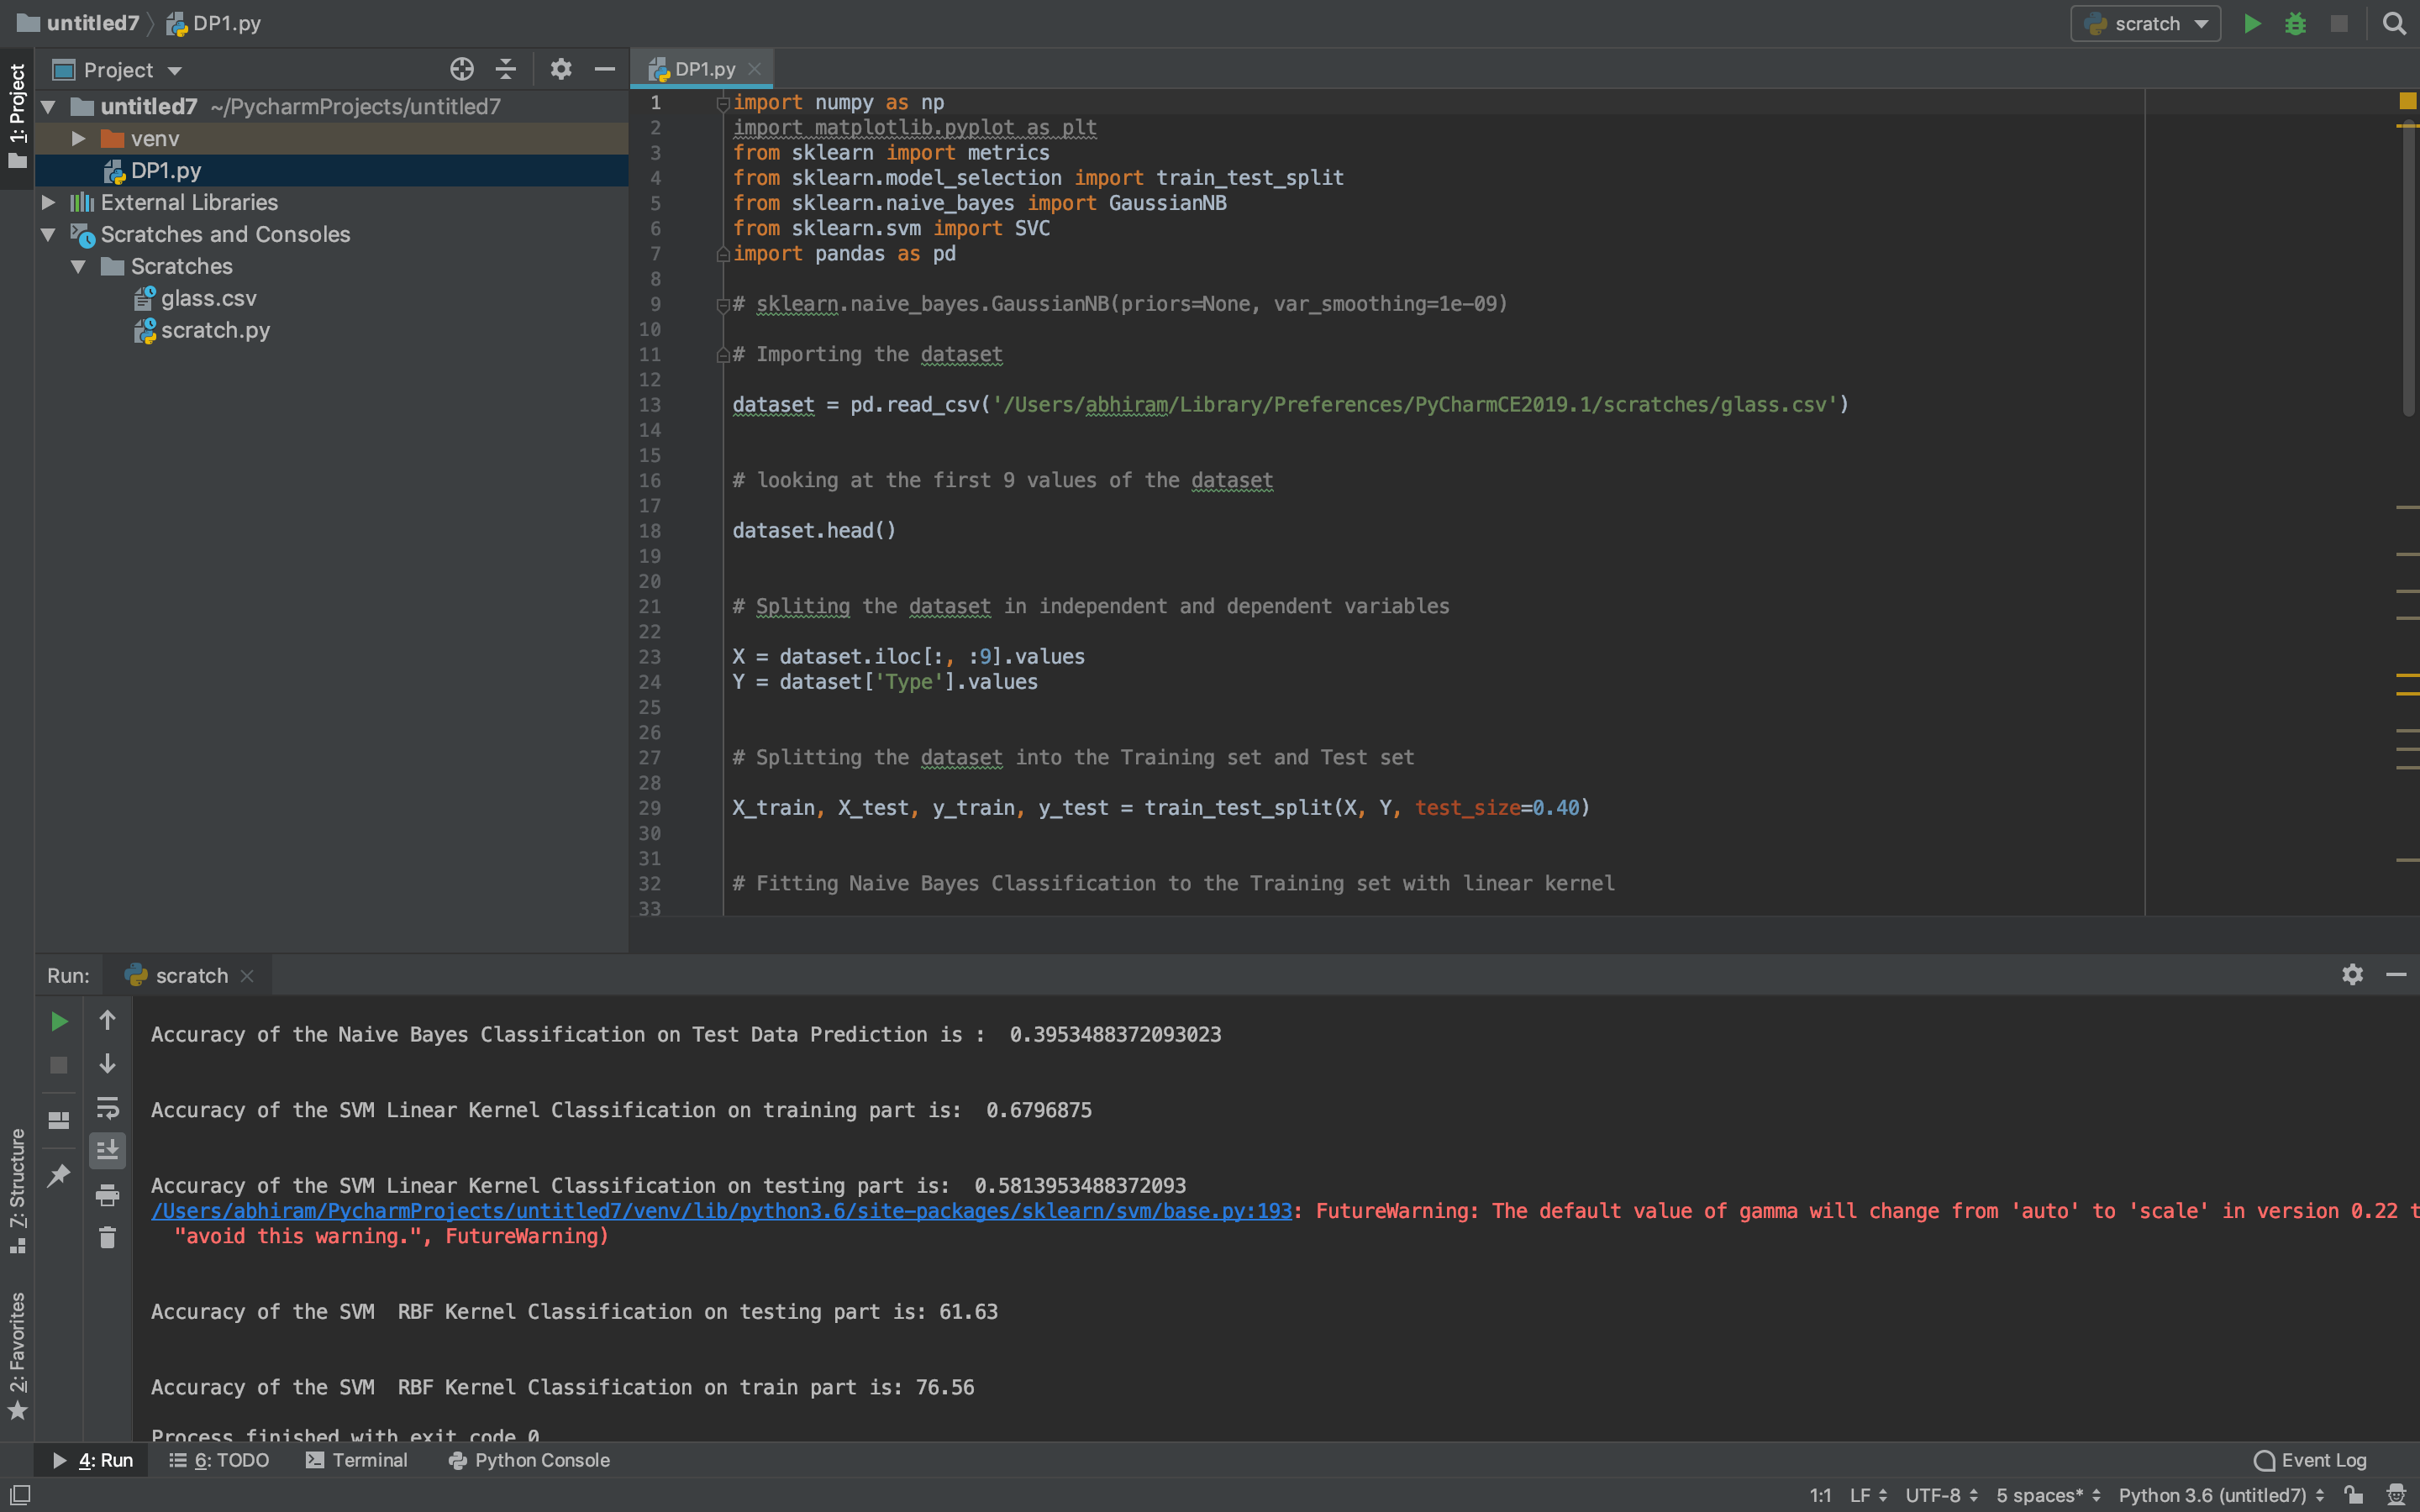 untitled7 DP1.py
scratch
1: Project
Project
DP1.py
untitled7 ~/PycharmProjects/untitled7
venv
DP1.py
External Libraries
Scratches and Consoles
Scratches
glass.csv
scratch.py
1 import numpy as np
2 import matplotlib.pyplot as plt
3 from sklearn import metrics
4 from sklearn.model_selection import train_test_split
5 from sklearn.naive_bayes import GaussianNB
6 from sklearn.svm import SVC
7 import pandas as pd
8
9 # sklearn.naive_bayes.GaussianNB(priors=None, var_smoothing=1e-09)
10
11 # Importing the dataset
12
13 dataset = pd.read_csv('/Users/abhiram/Library/Preferences/PyCharmCE2019.1/scratches/glass.csv')
14
15
16 # looking at the first 9 values of the dataset
17
18 dataset.head()
19
20
21 # Spliting the dataset in independent and dependent variables
22
23 X = dataset.iloc[:, :9].values
24 Y = dataset['Type'].values
25
26
27 # Splitting the dataset into the Training set and Test set
28
29 X_train, X_test, y_train, y_test = train_test_split(X, Y, test_size=0.40)
30
31
32 # Fitting Naive Bayes Classification to the Training set with linear kernel
33
Run: scratch
Accuracy of the Naive Bayes Classification on Test Data Prediction is :  0.3953488372093023
Accuracy of the SVM Linear Kernel Classification on training part is:  0.6796875
Accuracy of the SVM Linear Kernel Classification on testing part is:  0.5813953488372093
/Users/abhiram/PycharmProjects/untitled7/venv/lib/python3.6/site-packages/sklearn/svm/base.py:193: FutureWarning: The default value of gamma will change from 'auto' to 'scale' in version 0.22 t
"avoid this warning.", FutureWarning)
Accuracy of the SVM  RBF Kernel Classification on testing part is: 61.63
Accuracy of the SVM  RBF Kernel Classification on train part is: 76.56
Process finished with exit code 0
7: Structure
2: Favorites
4: Run 6: TODO Terminal Python Console Event Log
1:1 LF UTF-8 5 spaces* Python 3.6 (untitled7)